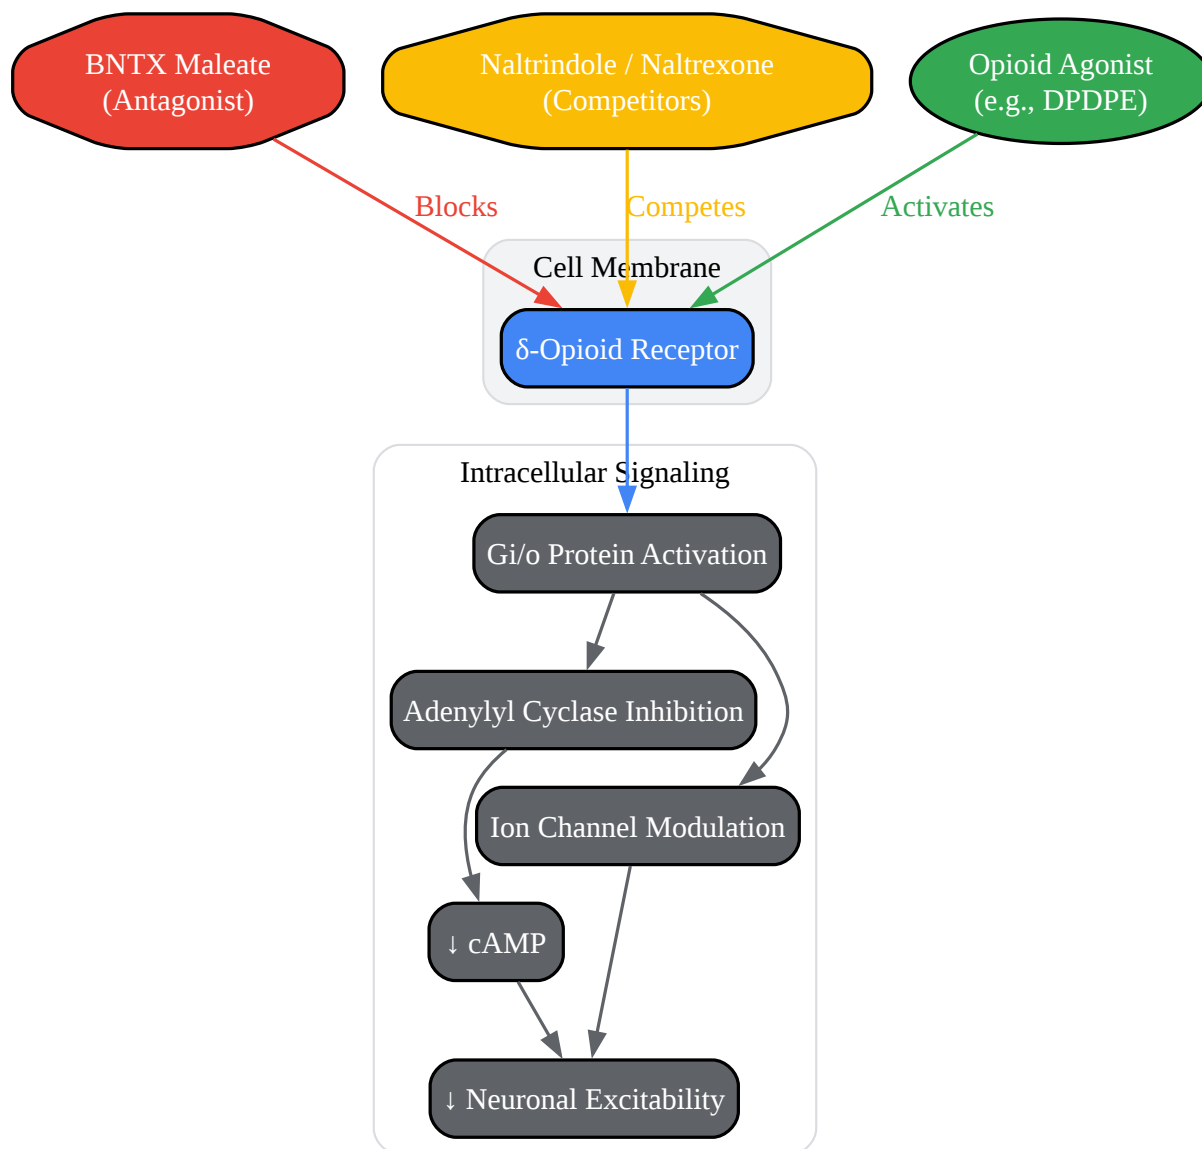 BNTX Maleate
(Antagonist)
Naltrindole / Naltrexone
(Competitors)
Opioid Agonist
(e.g., DPDPE)
Blocks
Competes
Activates
Cell Membrane
δ-Opioid Receptor
Intracellular Signaling
Gi/o Protein Activation
Adenylyl Cyclase Inhibition
Ion Channel Modulation
↓ cAMP
↓ Neuronal Excitability